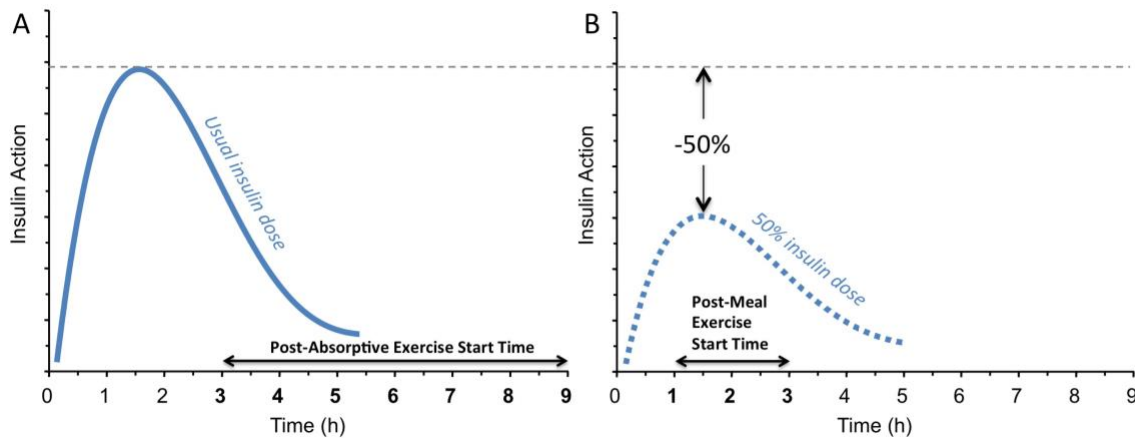 A
Insulin Action
Usual insulin dose
Post-Absorptive Exercise Start Time
0 1 2 3 4 5 6 7 8 9
Time (h)
B
Insulin Action
-50%
50% insulin dose
Post-Meal
Exercise
Start Time
0 1 2 3 4 5 6 7 8 9
Time (h)